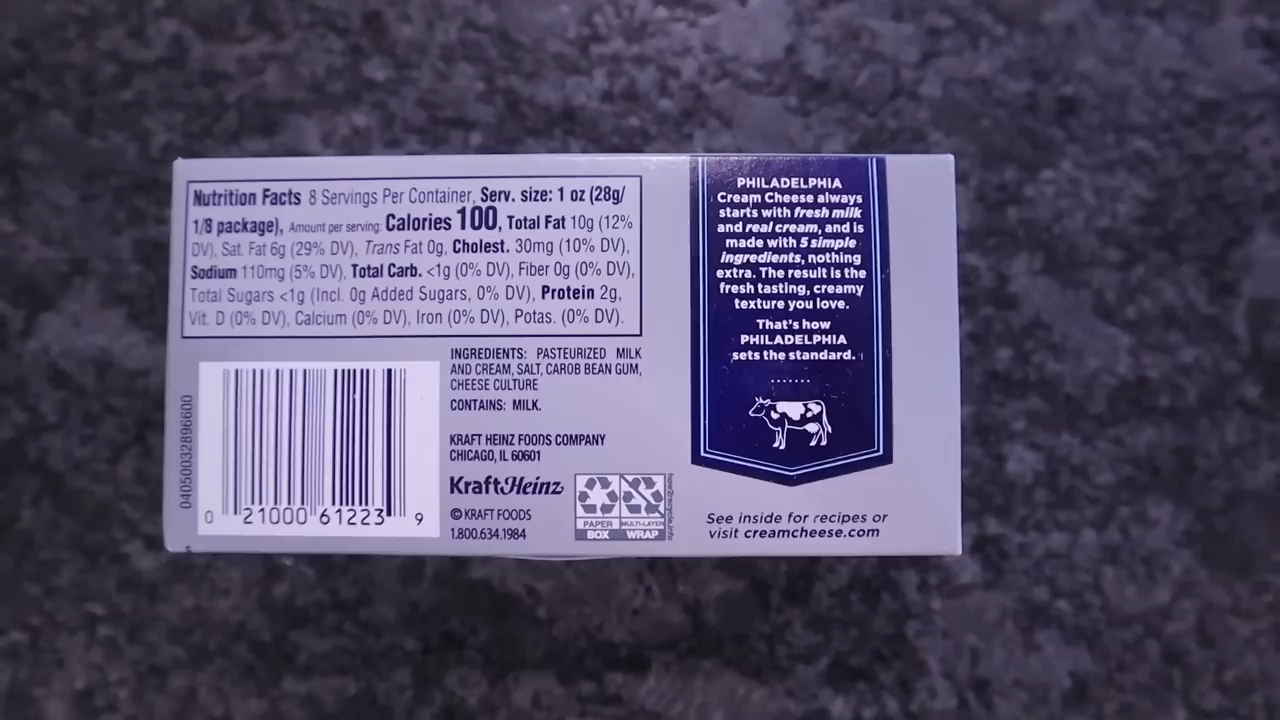 Nutrition Facts 8 Servings Per Container, Serv. size: 1 oz (28g/
1/8 package), Amount per serving: Calories 100, Total Fat 10g (12%
DV), Sat. Fat 6g (29% DV), Trans Fat 0g, Cholest. 30mg (10% DV),
Sodium 110mg (5% DV), Total Carb. <1g (0% DV), Fiber 0g (0% DV),
Total Sugars <1g (Incl. 0g Added Sugars, 0% DV), Protein 2g,
Vit. D (0% DV), Calcium (0% DV), Iron (0% DV), Potas. (0% DV).
04050032896600
0 21000 61223 9
INGREDIENTS: PASTEURIZED MILK
AND CREAM, SALT, CAROB BEAN GUM,
CHEESE CULTURE
CONTAINS: MILK.
KRAFT HEINZ FOODS COMPANY
CHICAGO, IL 60601
KraftHeinz
© KRAFT FOODS
1.800.634.1984
PAPER
BOX
MULTI-LAYER
WRAP
how2recycle.info
PHILADELPHIA
Cream Cheese always
starts with fresh milk
and real cream, and is
made with 5 simple
ingredients, nothing
extra. The result is the
fresh tasting, creamy
texture you love.
That's how
PHILADELPHIA
sets the standard.
See inside for recipes or
visit creamcheese.com